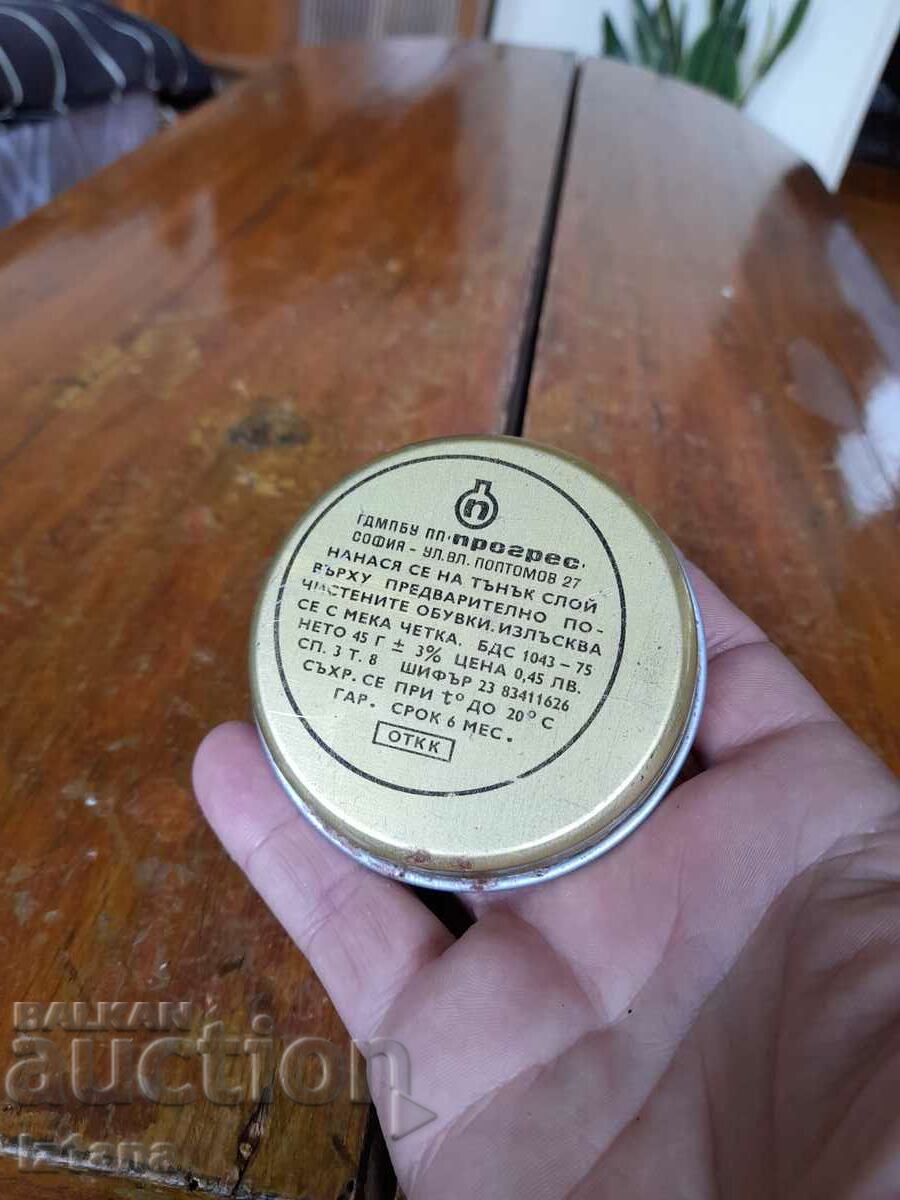 п
ГДМПБУ ПП "прогрес"
СОФИЯ - УЛ. ВЛ. ПОПТОМОВ 27
НАНАСЯ СЕ НА ТЪНЪК СЛОЙ
ВЪРХУ ПРЕДВАРИТЕЛНО ПО-
ЧИСТЕНИТЕ ОБУВКИ. ИЗЛЪСКВА
СЕ С МЕКА ЧЕТКА. БДС 1043-75
НЕТО 45 Г ± 3% ЦЕНА 0,45 ЛВ.
СП. 3 Т. 8 ШИФЪР 23 83411626
СЪХР. СЕ ПРИ t° ДО 20° С
ГАР. СРОК 6 МЕС.
ОТКК
BALKAN
auction
iztana